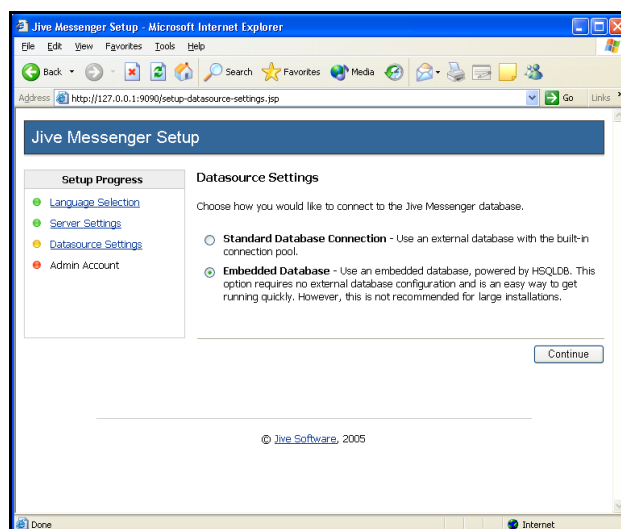 Jive Messenger Setup - Microsoft Internet Explorer
File Edit View Favorites Tools Help
Back Search Favorites Media
Address http://127.0.0.1:9090/setup-datasource-settings.jsp Go Links
Jive Messenger Setup
Setup Progress
Language Selection
Server Settings
Datasource Settings
Admin Account
Datasource Settings
Choose how you would like to connect to the Jive Messenger database.
Standard Database Connection - Use an external database with the built-in
connection pool.
Embedded Database - Use an embedded database, powered by HSQLDB. This
option requires no external database configuration and is an easy way to get
running quickly. However, this is not recommended for large installations.
Continue
© Jive Software, 2005
Done Internet